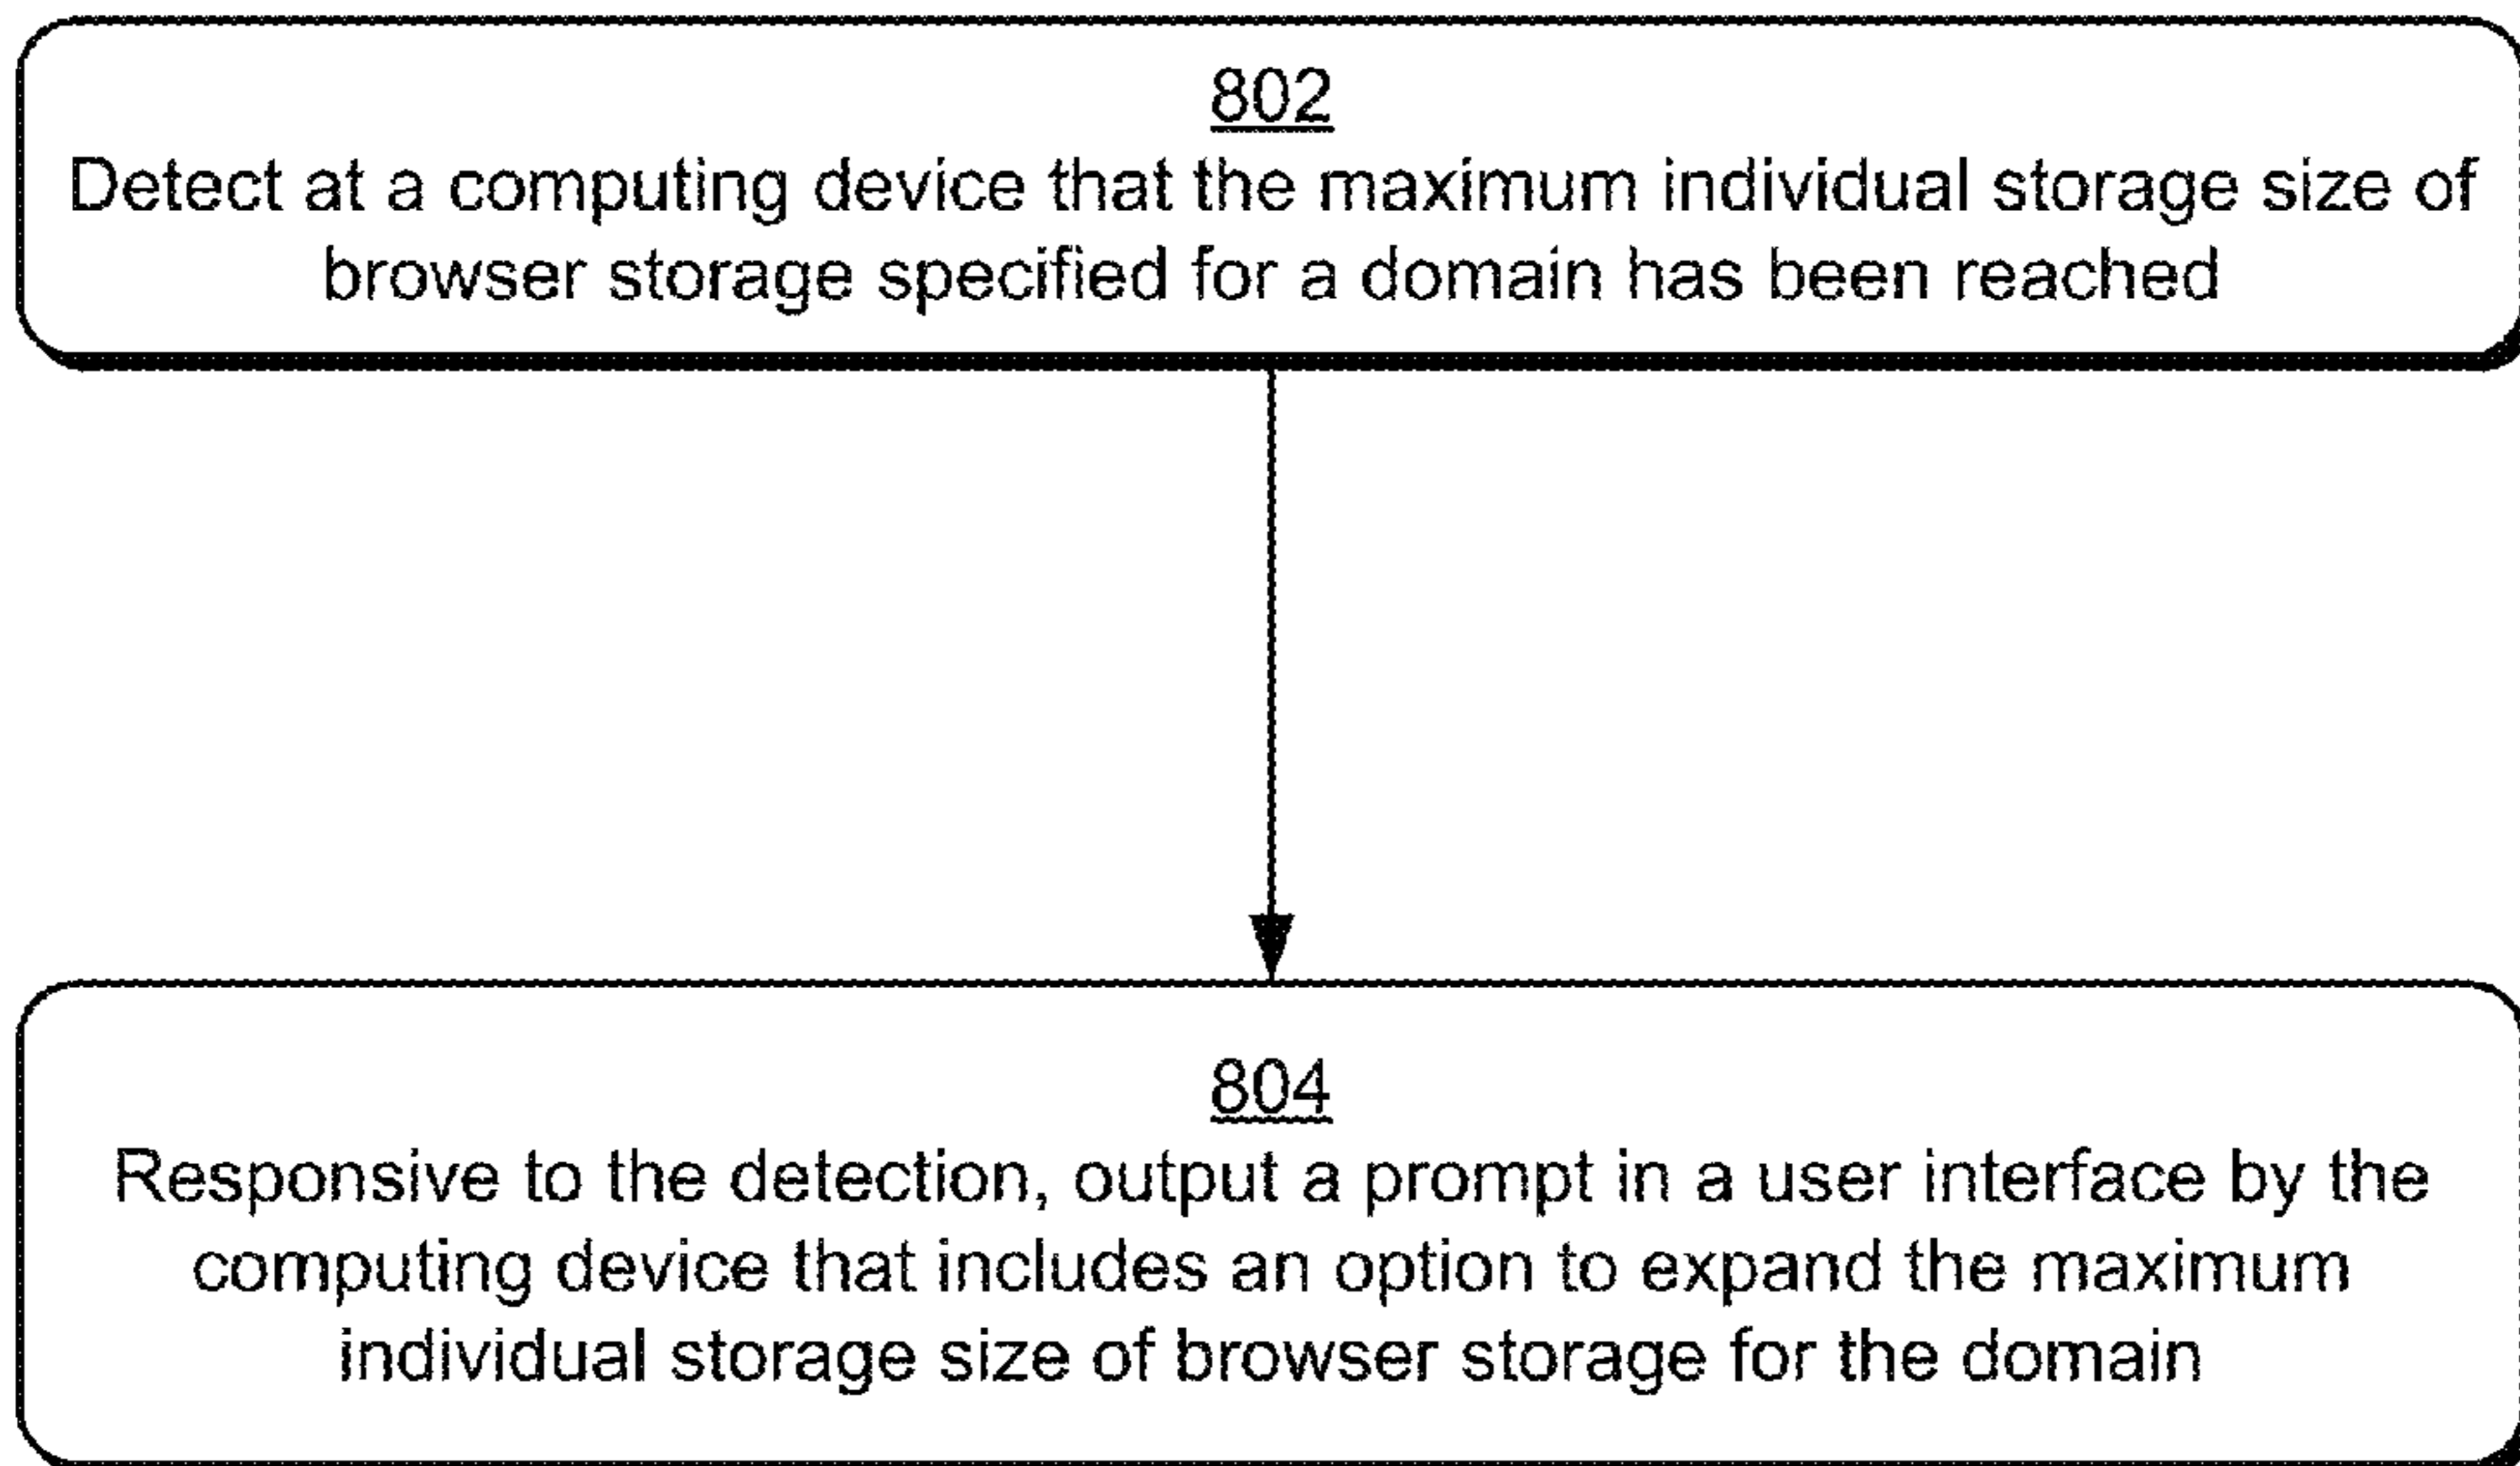 802
Detect at a computing device that the maximum individual storage size of
browser storage specified for a domain has been reached
804
Responsive to the detection, output a prompt in a user interface by the
computing device that includes an option to expand the maximum
individual storage size of browser storage for the domain